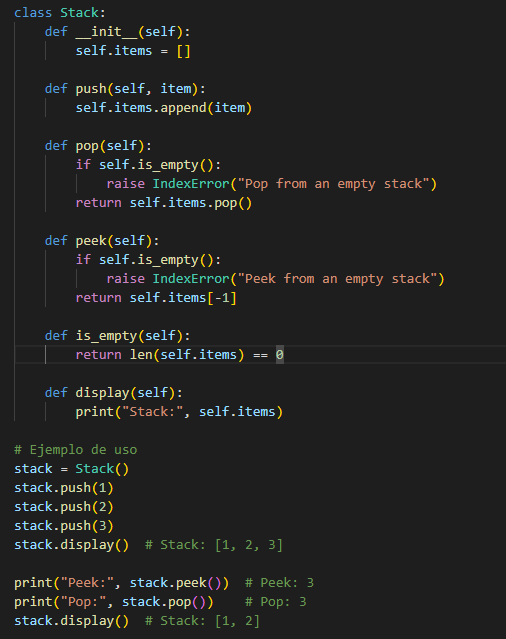 class Stack:
    def __init__(self):
        self.items = []

    def push(self, item):
        self.items.append(item)

    def pop(self):
        if self.is_empty():
            raise IndexError("Pop from an empty stack")
        return self.items.pop()

    def peek(self):
        if self.is_empty():
            raise IndexError("Peek from an empty stack")
        return self.items[-1]

    def is_empty(self):
        return len(self.items) == 0

    def display(self):
        print("Stack:", self.items)

# Ejemplo de uso
stack = Stack()
stack.push(1)
stack.push(2)
stack.push(3)
stack.display()  # Stack: [1, 2, 3]

print("Peek:", stack.peek())  # Peek: 3
print("Pop:", stack.pop())    # Pop: 3
stack.display()  # Stack: [1, 2]